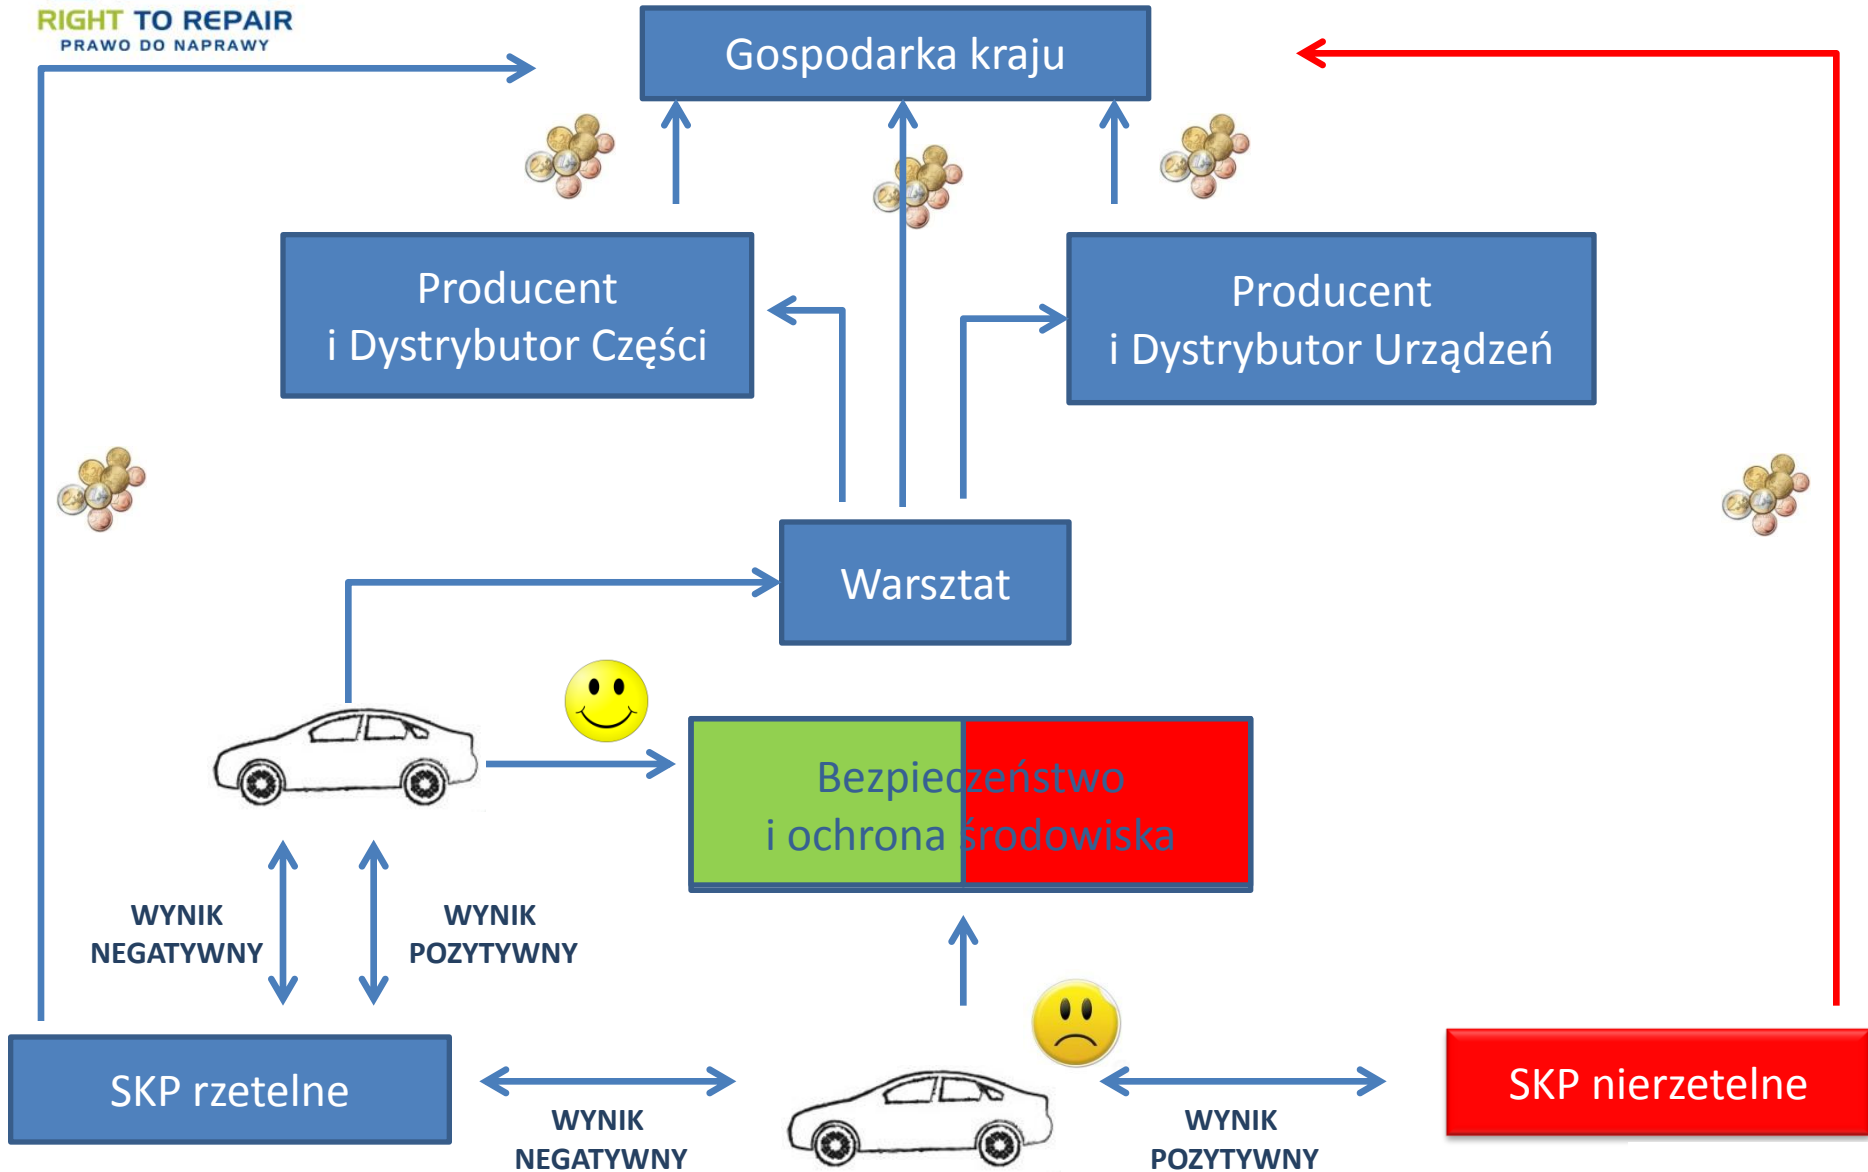 RIGHT TO REPAIR
PRAWO DO NAPRAWY
Gospodarka kraju
Producent
i Dystrybutor Części
Producent
i Dystrybutor Urządzeń
Warsztat
Bezpieczeństwo
i ochrona środowiska
WYNIK
NEGATYWNY
WYNIK
POZYTYWNY
SKP rzetelne
WYNIK
NEGATYWNY
WYNIK
POZYTYWNY
SKP nierzetelne